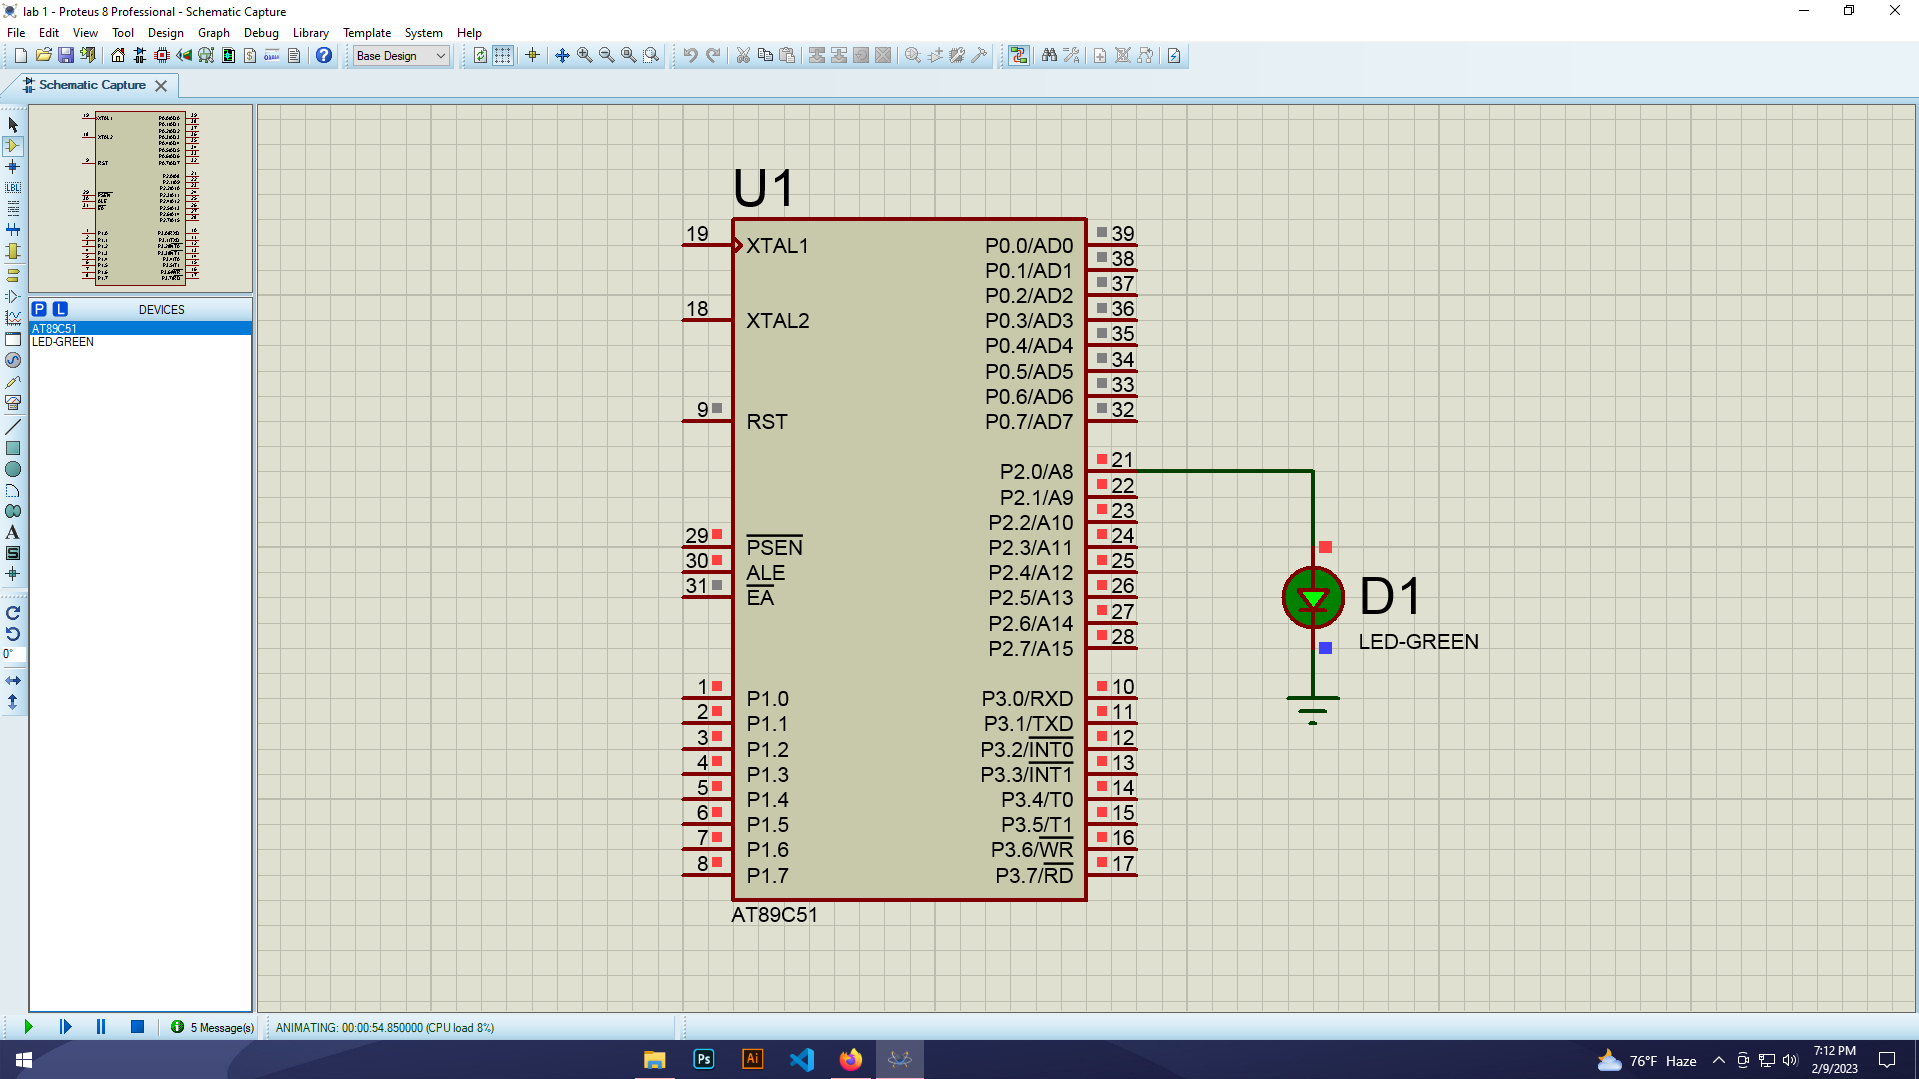 lab 1 - Proteus 8 Professional - Schematic Capture
File Edit View Tool Design Graph Debug Library Template System Help
Base Design
Schematic Capture
P L DEVICES
AT89C51
LED-GREEN
LBL
A
S
0°
U1
19 XTAL1 P0.0/AD0 39
P0.1/AD1 38
P0.2/AD2 37
18 XTAL2 P0.3/AD3 36
P0.4/AD4 35
P0.5/AD5 34
P0.6/AD6 33
9 RST P0.7/AD7 32
P2.0/A8 21
P2.1/A9 22
P2.2/A10 23
29 PSEN P2.3/A11 24
30 ALE P2.4/A12 25
31 EA P2.5/A13 26
P2.6/A14 27
P2.7/A15 28
1 P1.0 P3.0/RXD 10
2 P1.1 P3.1/TXD 11
3 P1.2 P3.2/INT0 12
4 P1.3 P3.3/INT1 13
5 P1.4 P3.4/T0 14
6 P1.5 P3.5/T1 15
7 P1.6 P3.6/WR 16
8 P1.7 P3.7/RD 17
AT89C51
D1
LED-GREEN
5 Message(s) ANIMATING: 00:00:54.850000 (CPU load 8%)
Ps Ai
76°F Haze
7:12 PM
2/9/2023